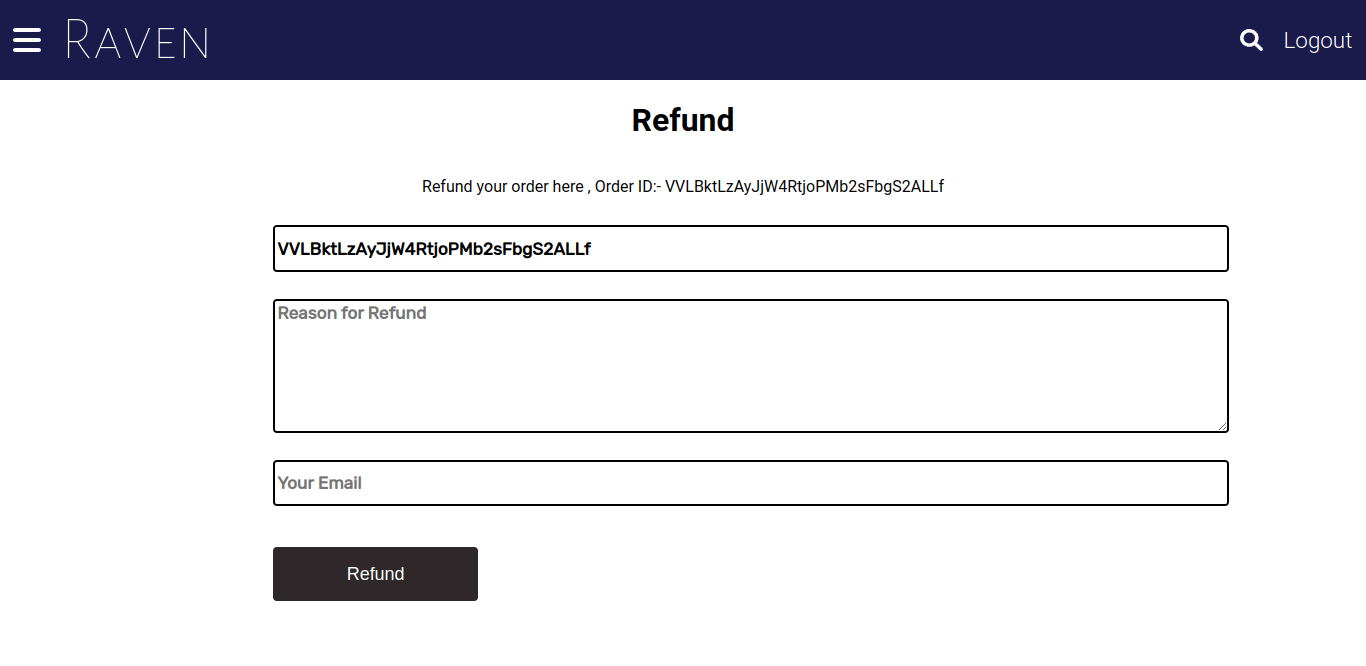 RAVEN
Logout
Refund
Refund your order here , Order ID:- VVLBktLzAyJjW4RtjoPMb2sFbgS2ALLf
VVLBktLzAyJjW4RtjoPMb2sFbgS2ALLf
Reason for Refund
Your Email
Refund